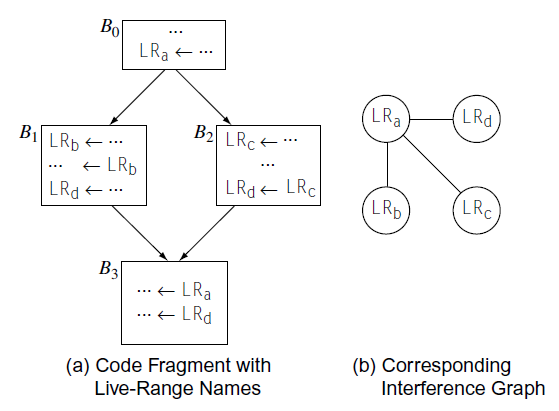 B0
...
LRa ← ...
B1
LRb ← ...
... ← LRb
LRd ← ...
B2
LRc ← ...
...
LRd ← LRc
B3
... ← LRa
... ← LRd
(a) Code Fragment with
Live-Range Names
LRa
LRd
LRb
LRc
(b) Corresponding
Interference Graph